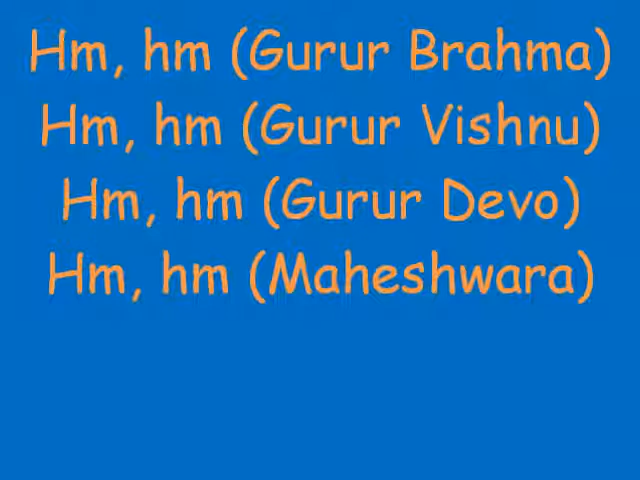 Hm, hm (Gurur Brahma)
Hm, hm (Gurur Vishnu)
Hm, hm (Gurur Devo)
Hm, hm (Maheshwara)